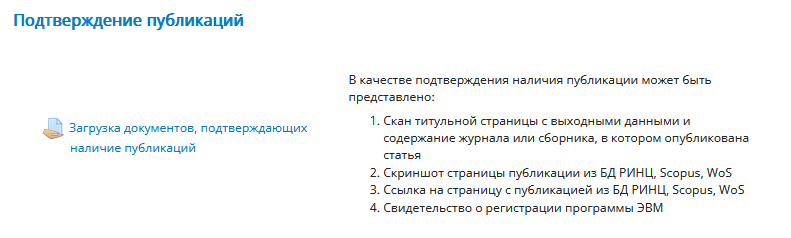 Подтверждение публикаций
Загрузка документов, подтверждающих
наличие публикаций
В качестве подтверждения наличия публикации может быть
представлено:
1. Скан титульной страницы с выходными данными и
содержание журнала или сборника, в котором опубликована
статья
2. Скриншот страницы публикации из БД РИНЦ, Scopus, WoS
3. Ссылка на страницу с публикацией из БД РИНЦ, Scopus, WoS
4. Свидетельство о регистрации программы ЭВМ